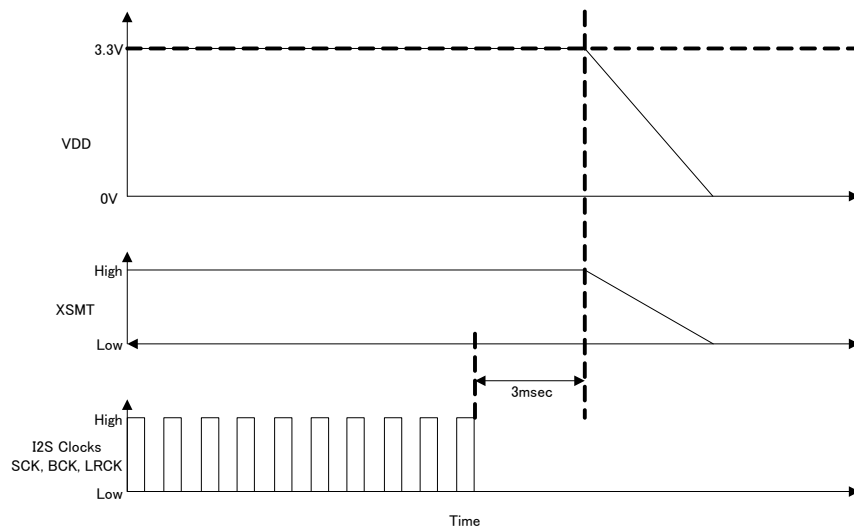 3.3V
VDD
0V
High
XSMT
Low
3msec
High
I2S Clocks
SCK, BCK, LRCK
Low
Time